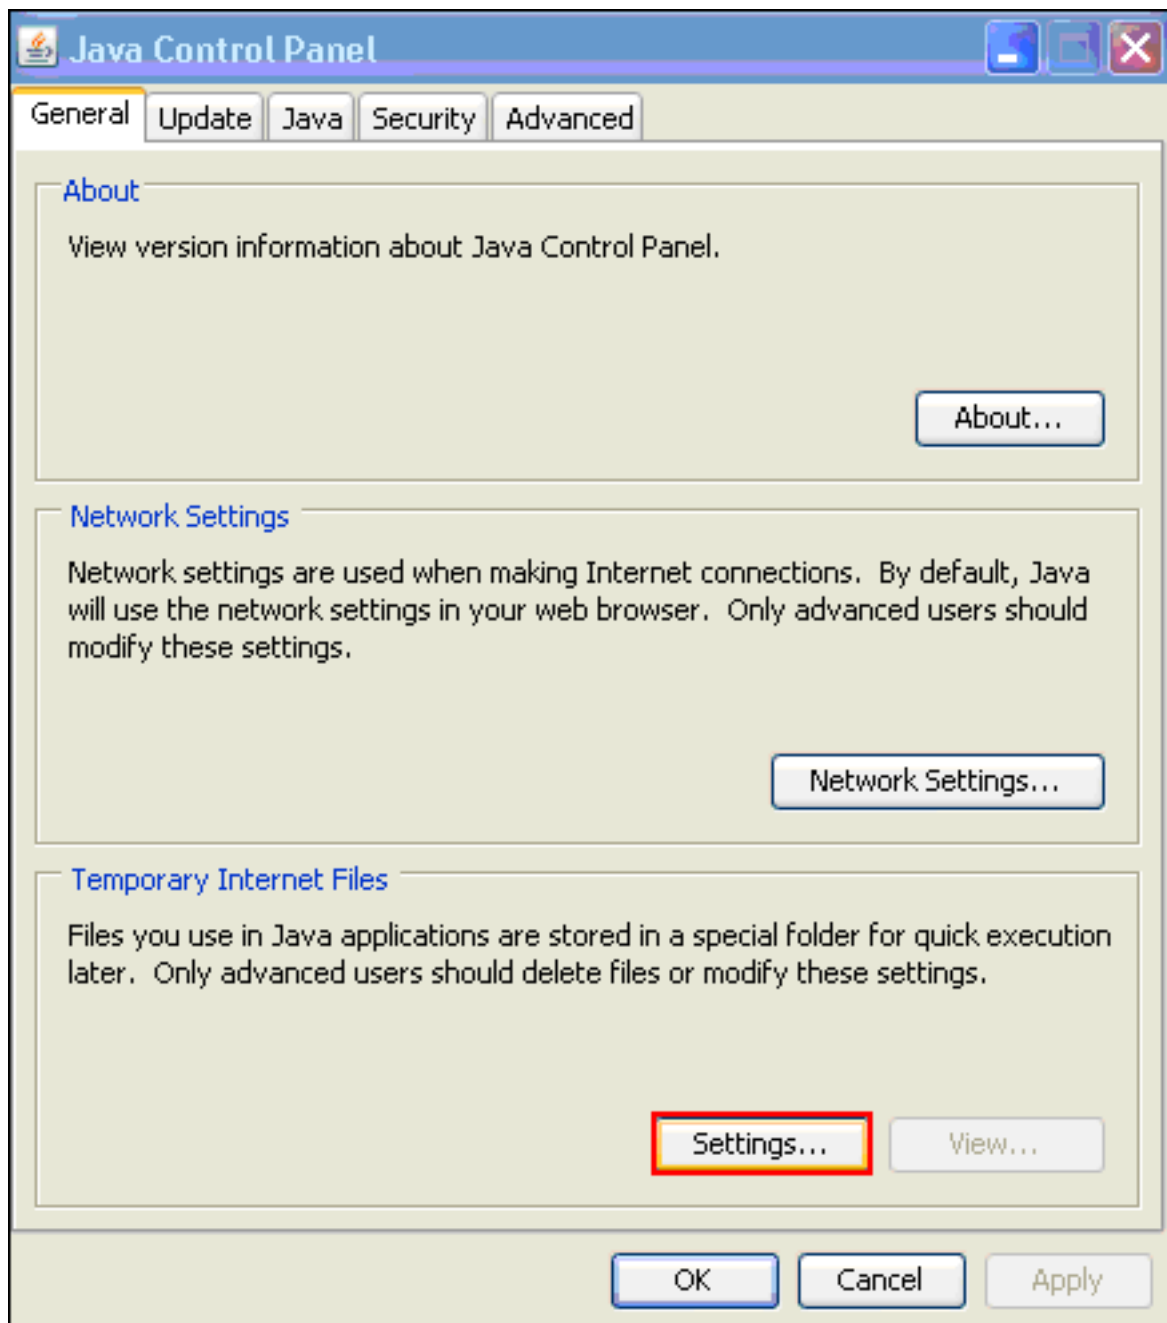 Java Control Panel
General Update Java Security Advanced
About
View version information about Java Control Panel.
About...
Network Settings
Network settings are used when making Internet connections.  By default, Java
will use the network settings in your web browser.  Only advanced users should
modify these settings.
Network Settings...
Temporary Internet Files
Files you use in Java applications are stored in a special folder for quick execution
later.  Only advanced users should delete files or modify these settings.
Settings... View...
OK Cancel Apply